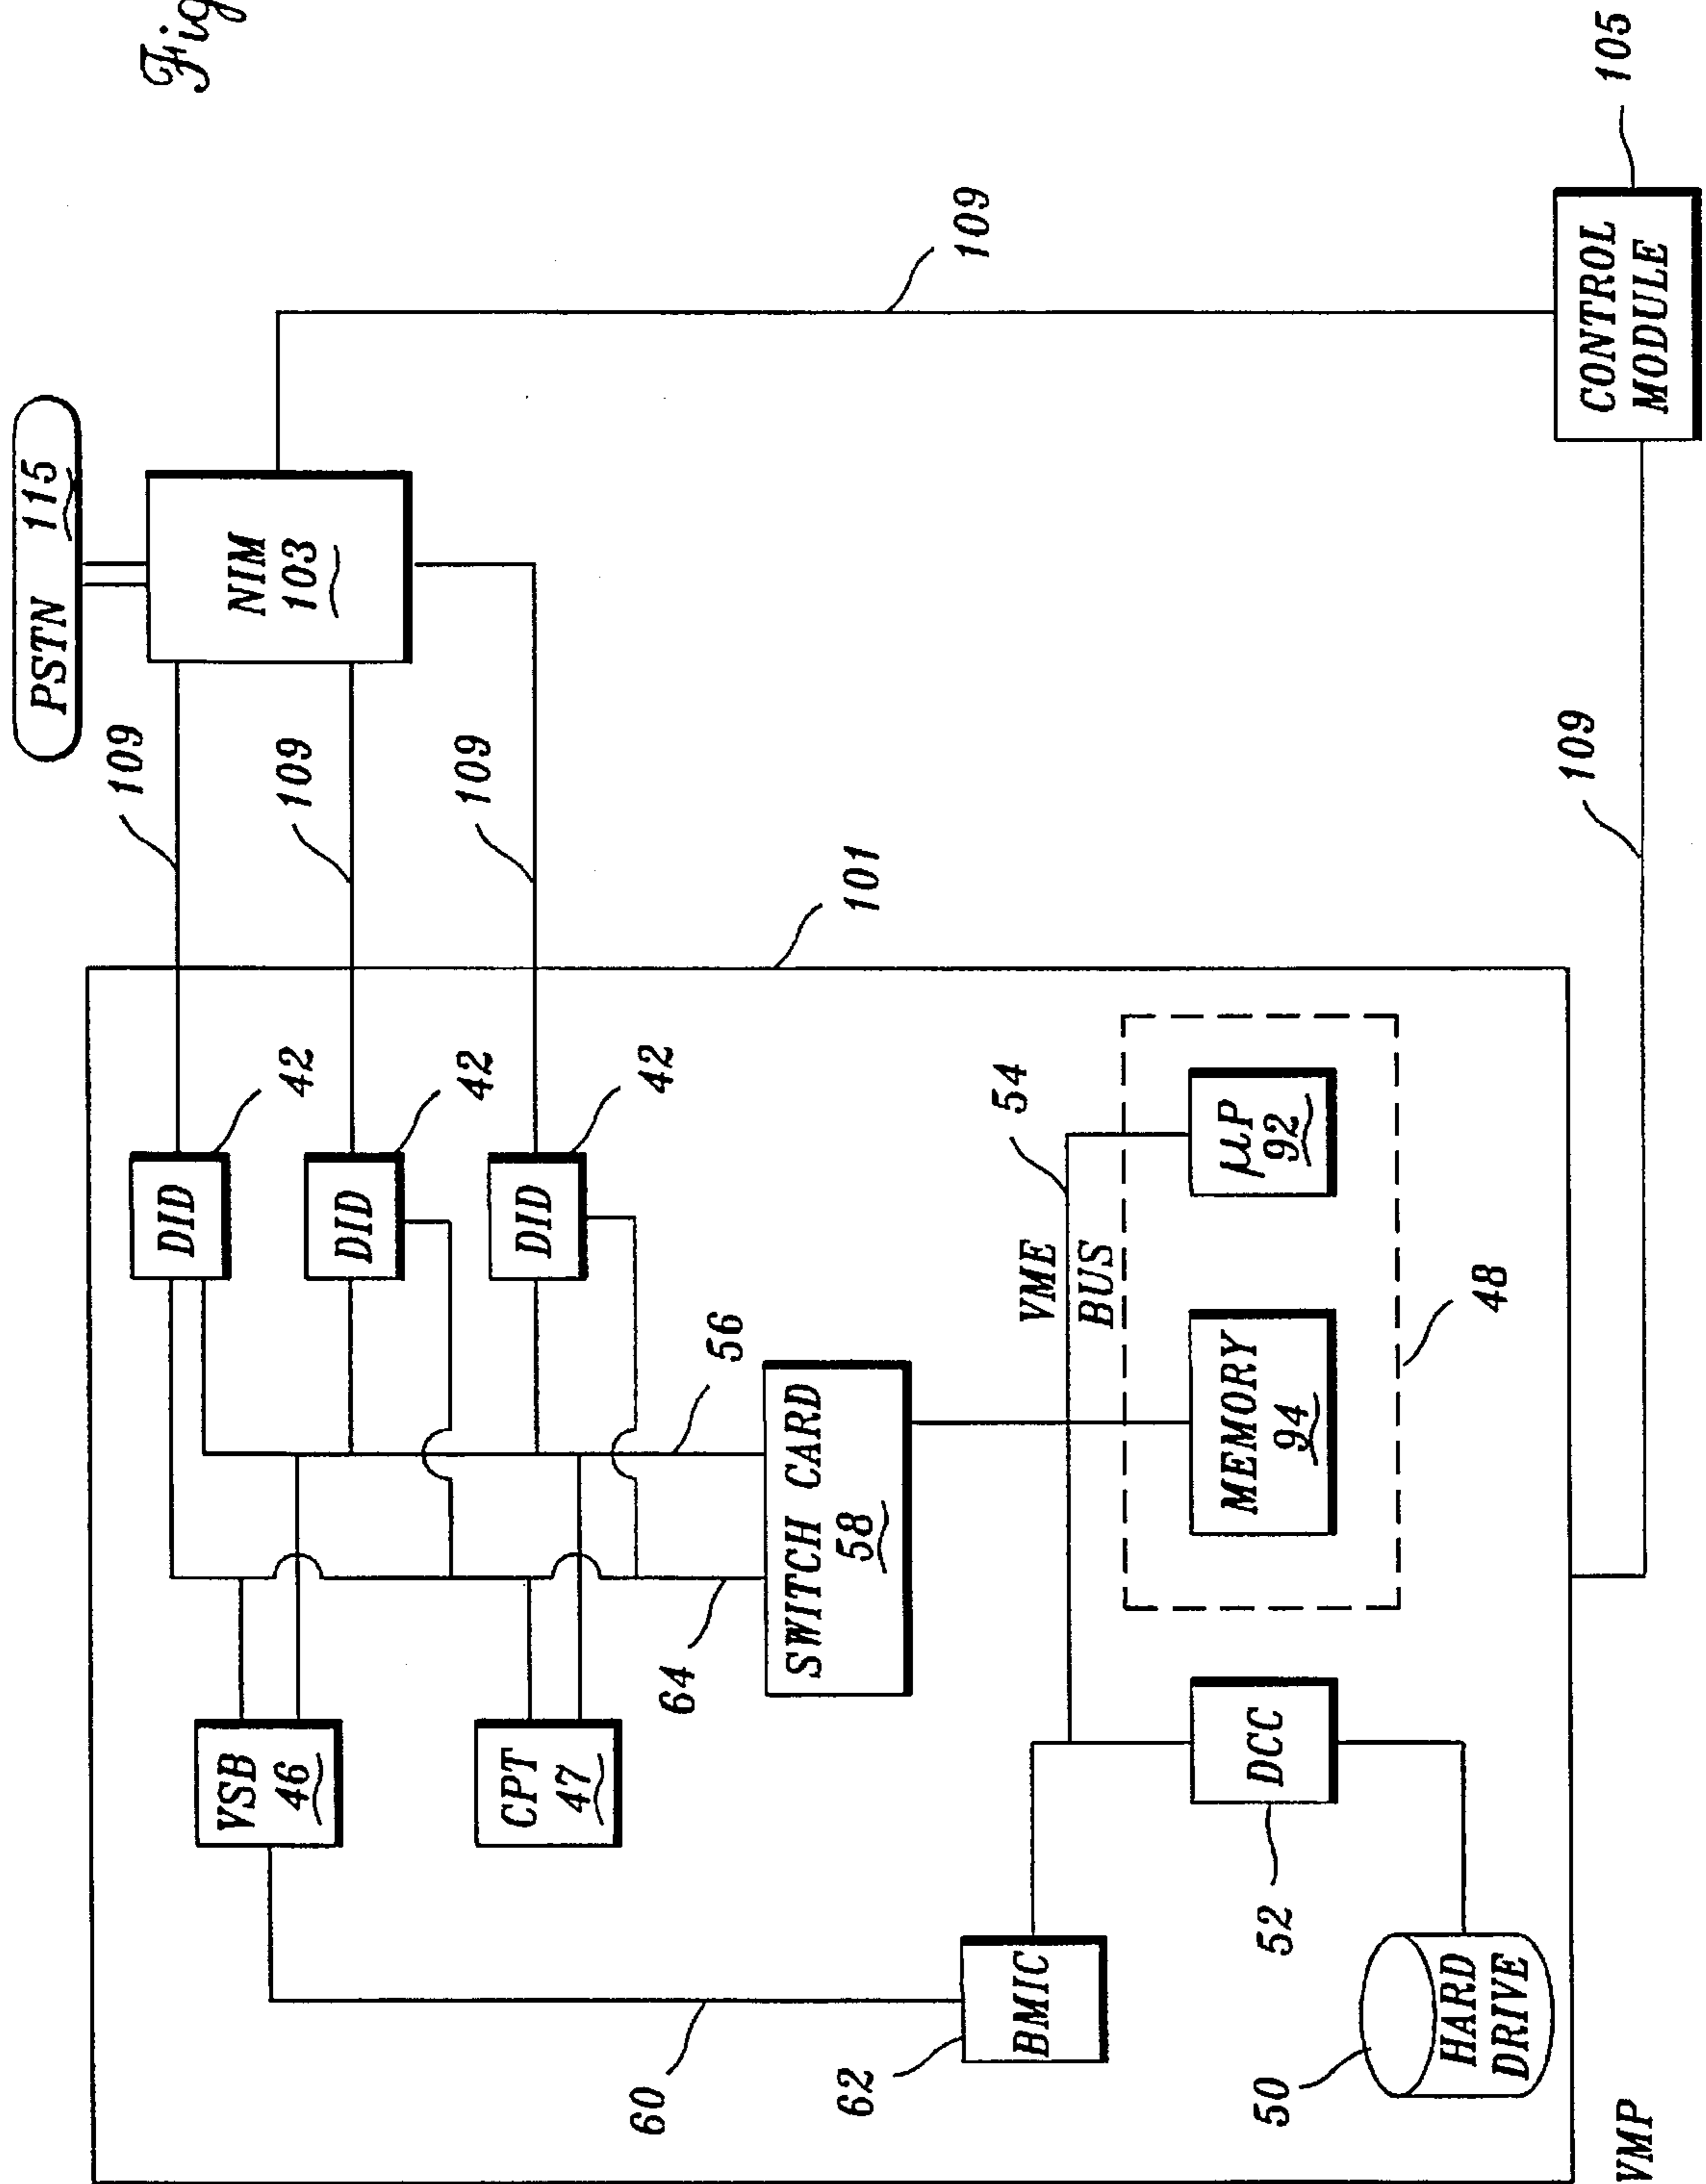 Fig
PSTN 115
NIM
103
109
109
109
109
109
CONTROL
MODULE
105
101
DID
42
DID
42
DID
42
VSB
46
CPT
47
56
64
SWITCH CARD
58
54
VME
BUS
μP
92
MEMORY
94
48
60
BMIC
62
DCC
52
HARD
DRIVE
50
VMP